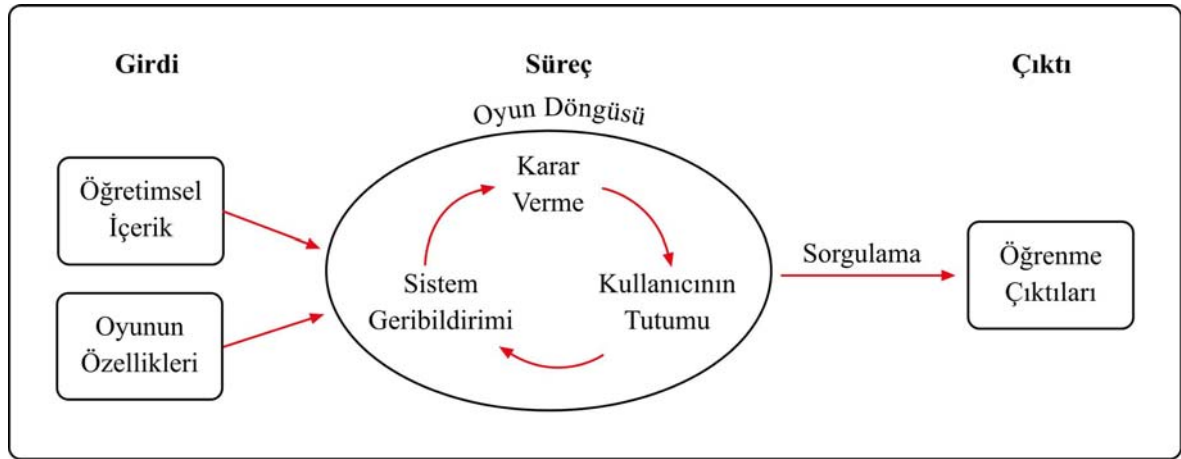 Girdi
Süreç
Çıktı
Oyun Döngüsü
Öğretimsel
İçerik
Oyunun
Özellikleri
Karar
Verme
Kullanıcının
Tutumu
Sistem
Geribildirimi
Sorgulama
Öğrenme
Çıktıları